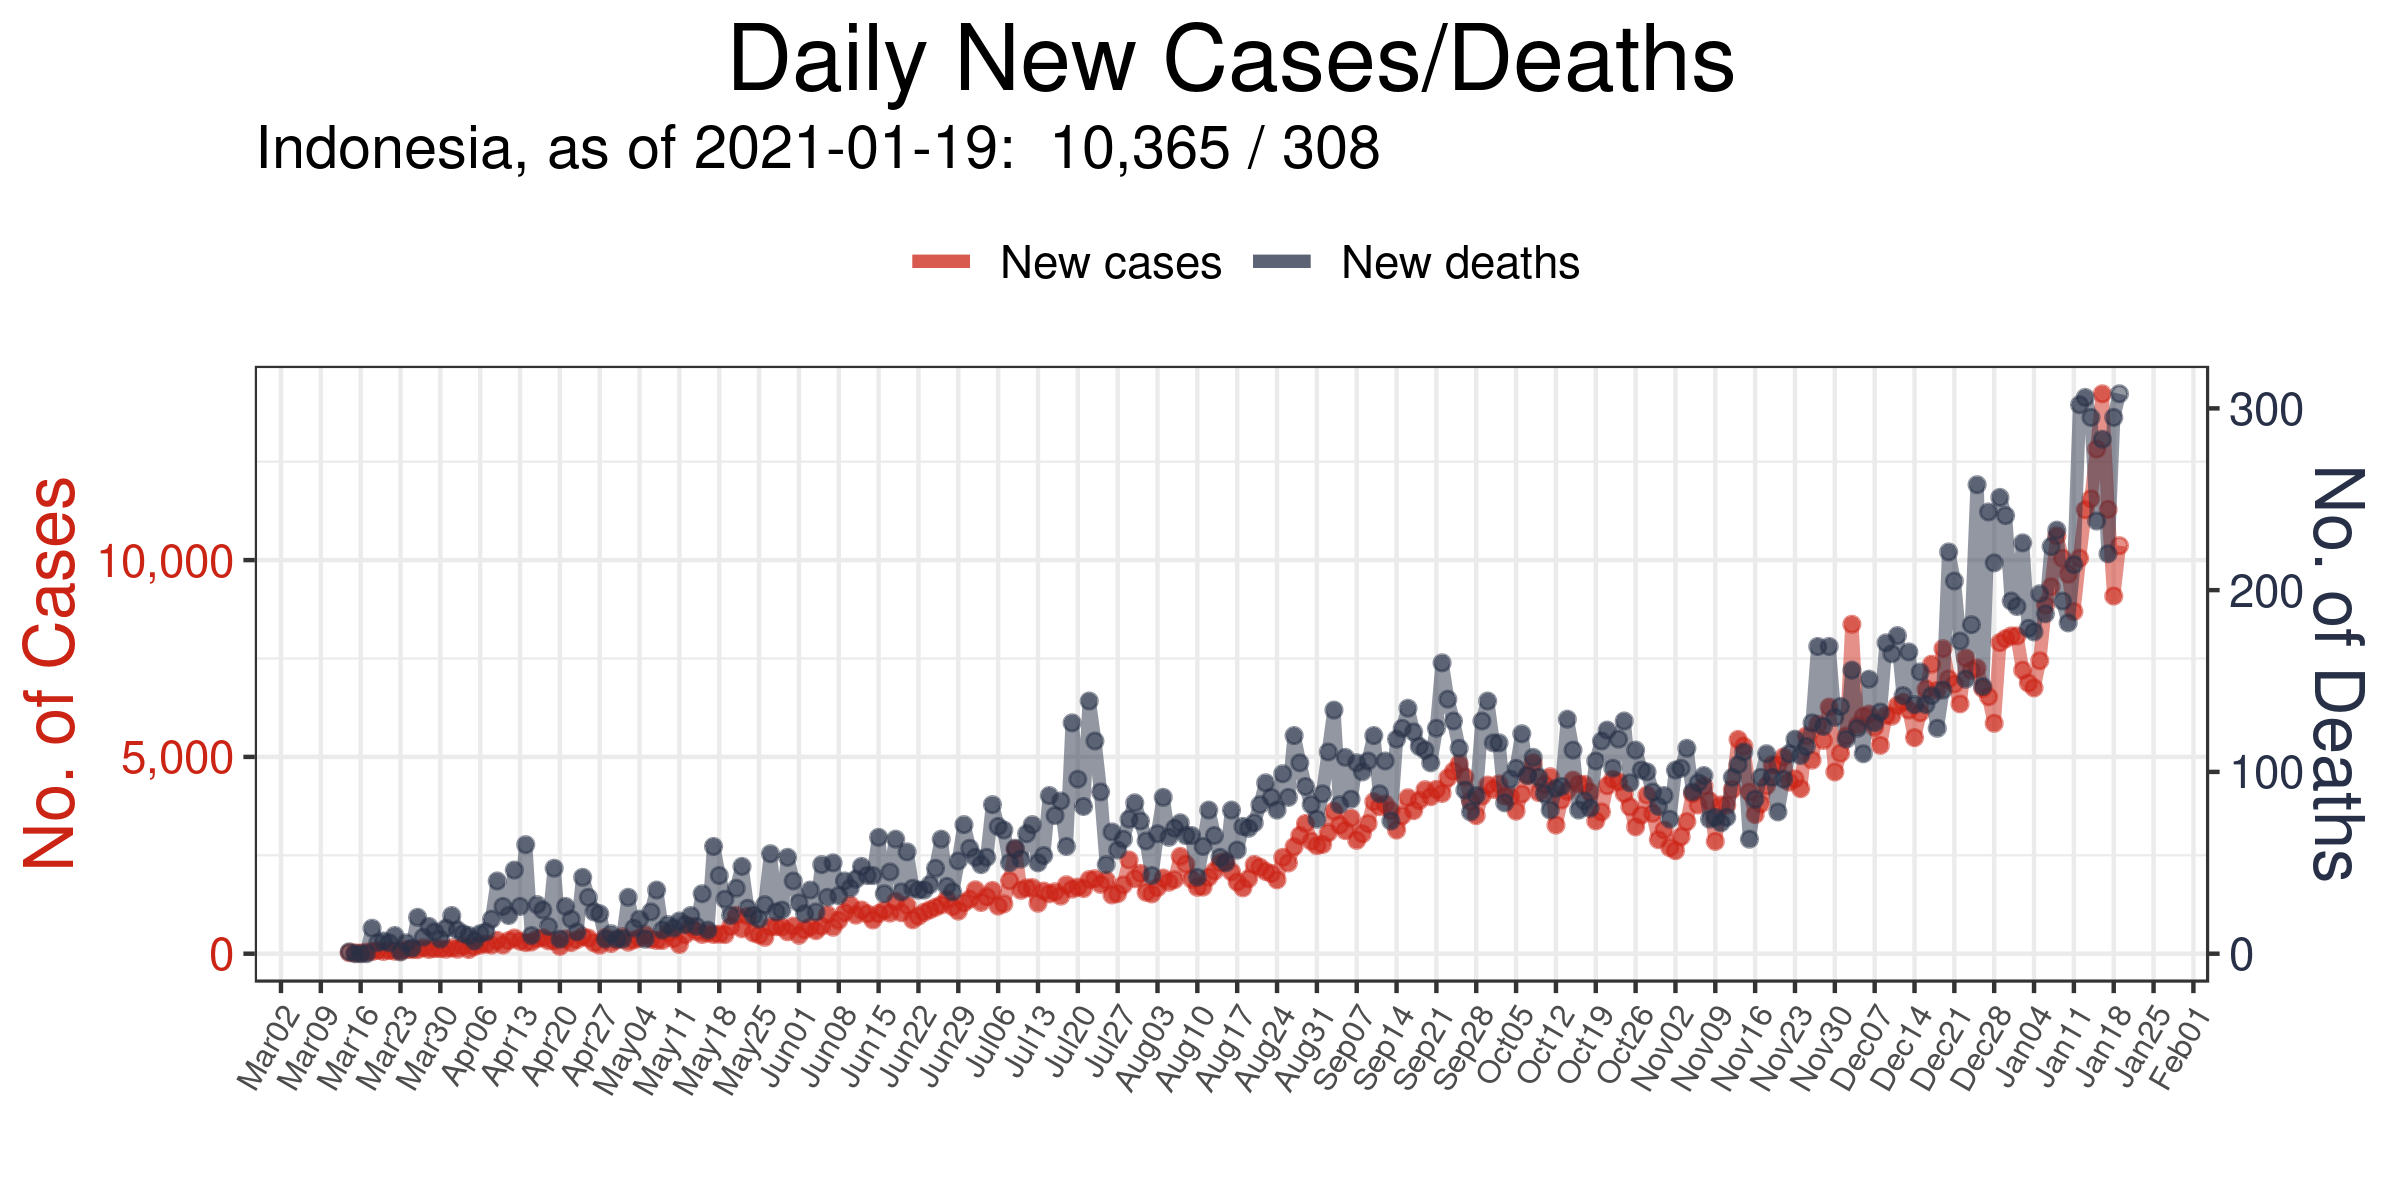 Daily New Cases/Deaths
Indonesia, as of 2021-01-19:  10,365 / 308
New cases New deaths
No. of Cases
10,000
5,000
0
300
200
100
0
No. of Deaths
Mar02 Mar09 Mar16 Mar23 Mar30 Apr06 Apr13 Apr20 Apr27 May04 May11 May18 May25 Jun01 Jun08 Jun15 Jun22 Jun29 Jul06 Jul13 Jul20 Jul27 Aug03 Aug10 Aug17 Aug24 Aug31 Sep07 Sep14 Sep21 Sep28 Oct05 Oct12 Oct19 Oct26 Nov02 Nov09 Nov16 Nov23 Nov30 Dec07 Dec14 Dec21 Dec28 Jan04 Jan11 Jan18 Jan25 Feb01